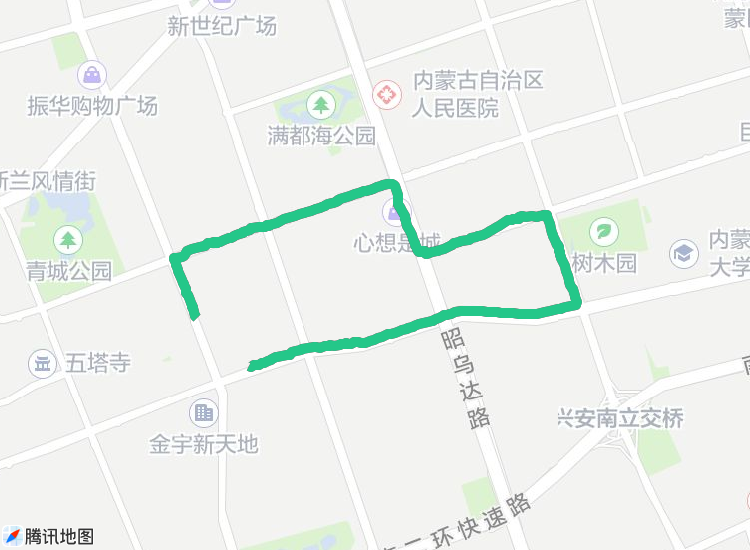 新世纪广场
蒙
振华购物广场
内蒙古自治区
人民医院
满都海公园
新兰风情街
青城公园
心想是城
树木园
内蒙
大学
五塔寺
昭乌达路
金宇新天地
兴安南立交桥
二环快速路
腾讯地图